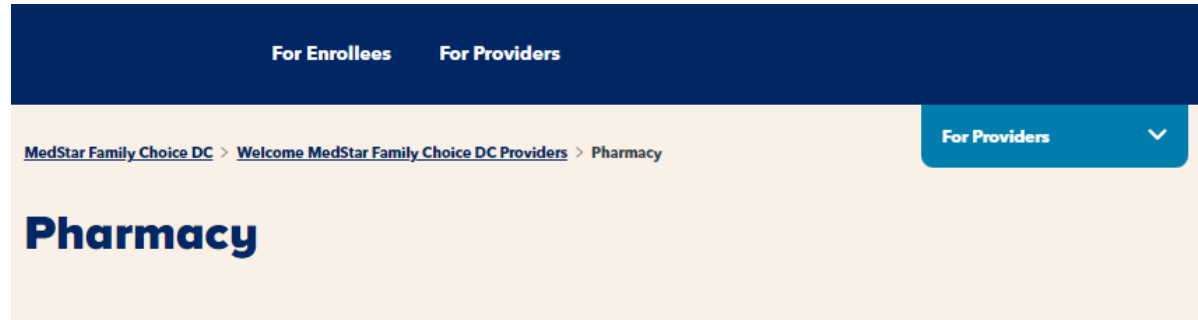 For Enrollees For Providers
For Providers
MedStar Family Choice DC > Welcome MedStar Family Choice DC Providers > Pharmacy
Pharmacy